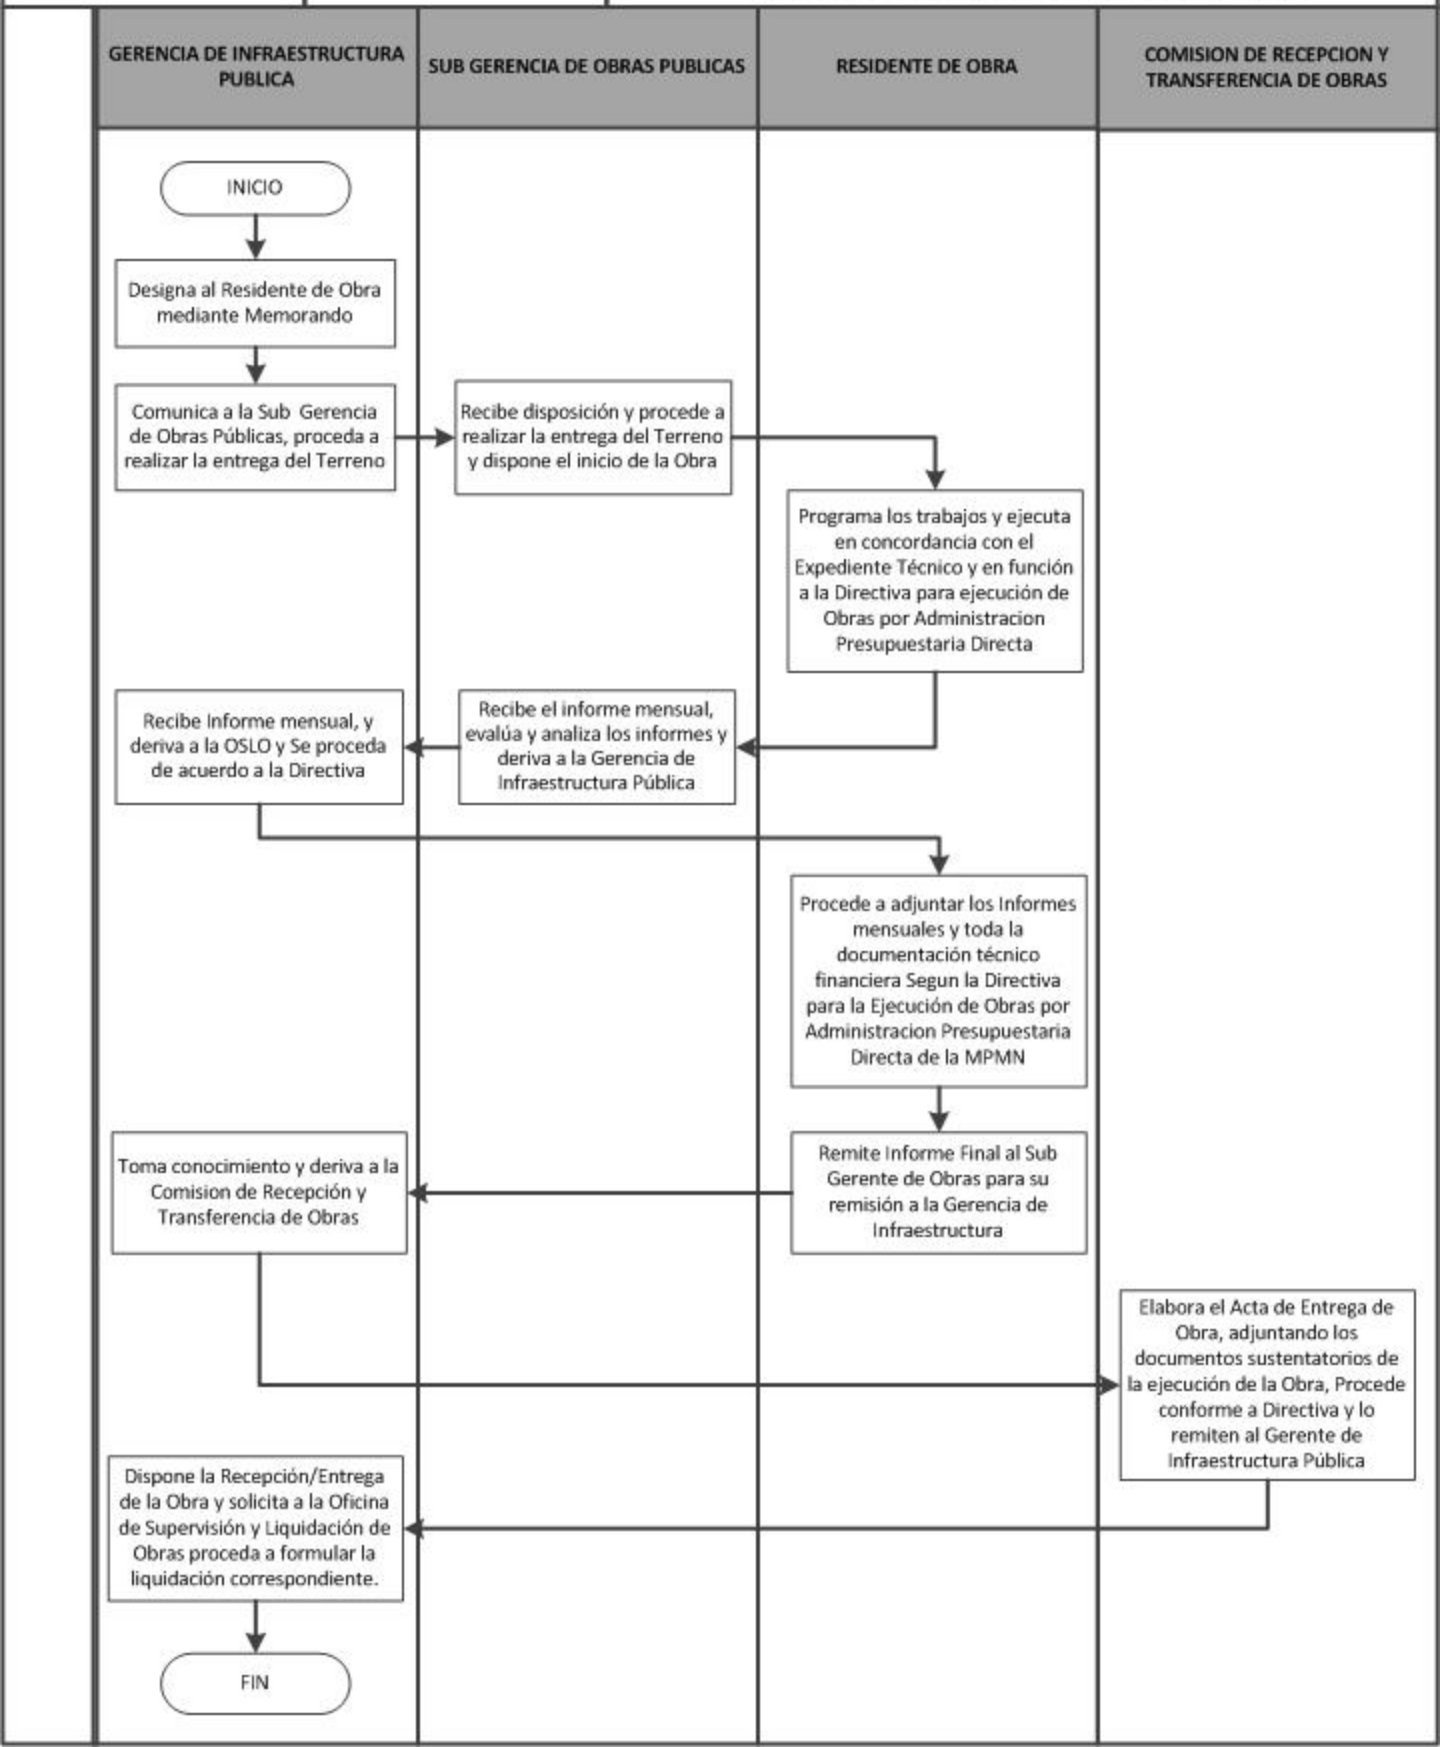 GERENCIA DE INFRAESTRUCTURA
PUBLICA
SUB GERENCIA DE OBRAS PUBLICAS
RESIDENTE DE OBRA
COMISION DE RECEPCION Y
TRANSFERENCIA DE OBRAS
INICIO
Designa al Residente de Obra
mediante Memorando
Comunica a la Sub Gerencia
de Obras Públicas, proceda a
realizar la entrega del Terreno
Recibe disposición y procede a
realizar la entrega del Terreno
y dispone el inicio de la Obra
Programa los trabajos y ejecuta
en concordancia con el
Expediente Técnico y en función
a la Directiva para ejecución de
Obras por Administracion
Presupuestaria Directa
Recibe el informe mensual,
evalúa y analiza los informes y
deriva a la Gerencia de
Infraestructura Pública
Recibe Informe mensual, y
deriva a la OSLO y Se proceda
de acuerdo a la Directiva
Procede a adjuntar los Informes
mensuales y toda la
documentación técnico
financiera Segun la Directiva
para la Ejecución de Obras por
Administracion Presupuestaria
Directa de la MPMN
Remite Informe Final al Sub
Gerente de Obras para su
remisión a la Gerencia de
Infraestructura
Toma conocimiento y deriva a la
Comision de Recepción y
Transferencia de Obras
Elabora el Acta de Entrega de
Obra, adjuntando los
documentos sustentatorios de
la ejecución de la Obra, Procede
conforme a Directiva y lo
remiten al Gerente de
Infraestructura Pública
Dispone la Recepción/Entrega
de la Obra y solicita a la Oficina
de Supervisión y Liquidación de
Obras proceda a formular la
liquidación correspondiente.
FIN